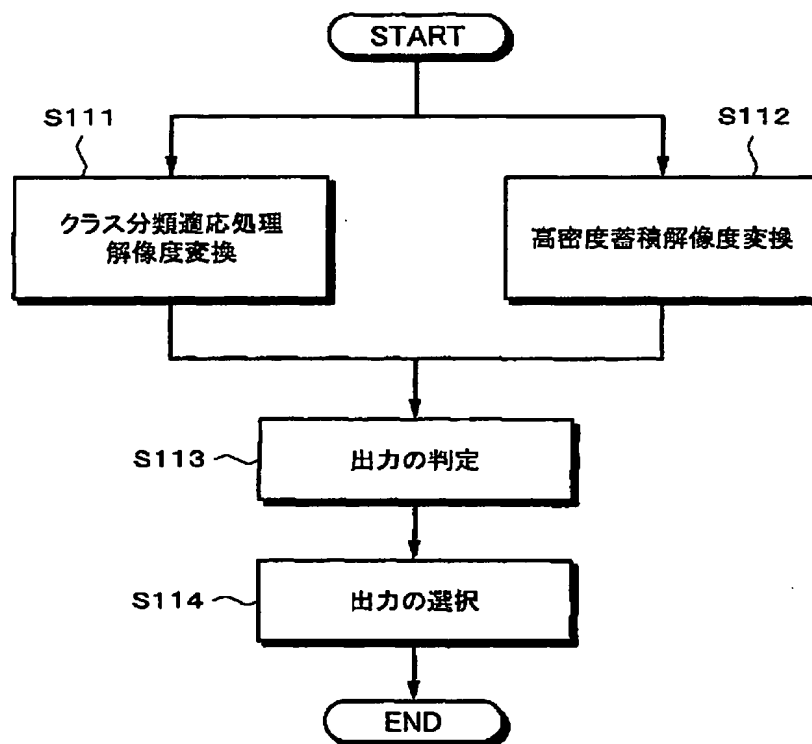 START
S111
S112
クラス分類適応処理
解像度変換
高密度蓄積解像度変換
S113
出力の判定
S114
出力の選択
END